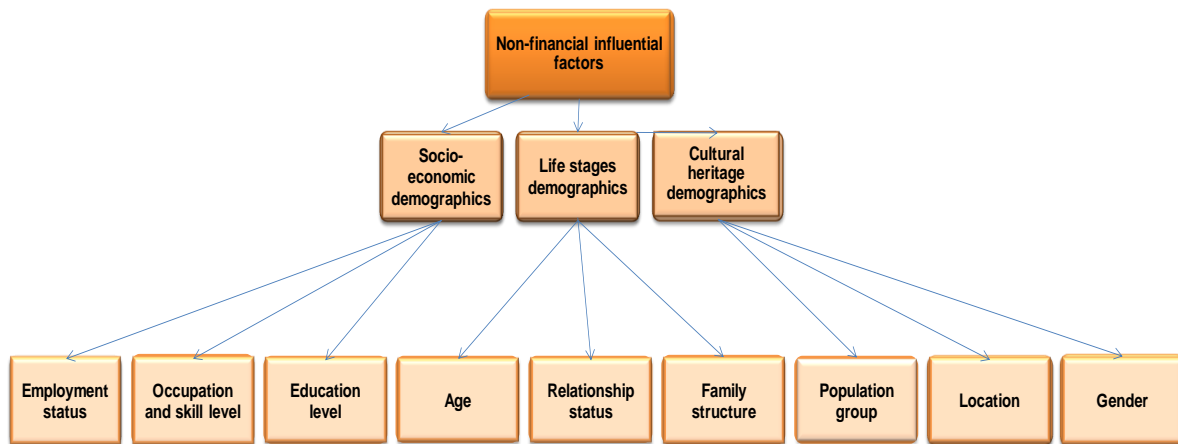 Non-financial influential
factors
Socio-
economic
demographics
Life stages
demographics
Cultural
heritage
demographics
Employment
status
Occupation
and skill level
Education
level
Age
Relationship
status
Family
structure
Population
group
Location
Gender